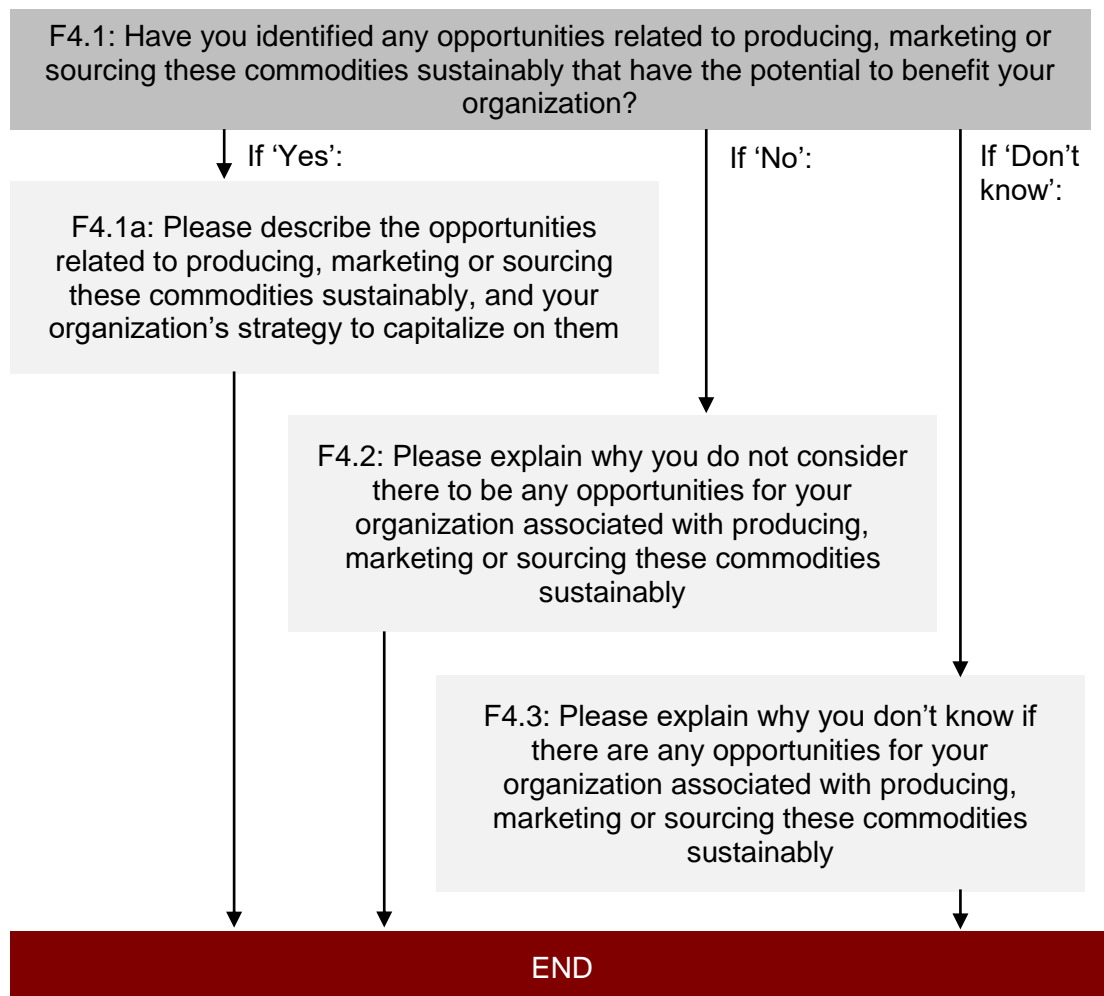 F4.1: Have you identified any opportunities related to producing, marketing or
sourcing these commodities sustainably that have the potential to benefit your
organization?
If ‘Yes’:
If ‘No’:
If ‘Don’t
know’:
F4.1a: Please describe the opportunities
related to producing, marketing or sourcing
these commodities sustainably, and your
organization’s strategy to capitalize on them
F4.2: Please explain why you do not consider
there to be any opportunities for your
organization associated with producing,
marketing or sourcing these commodities
sustainably
F4.3: Please explain why you don’t know if
there are any opportunities for your
organization associated with producing,
marketing or sourcing these commodities
sustainably
END